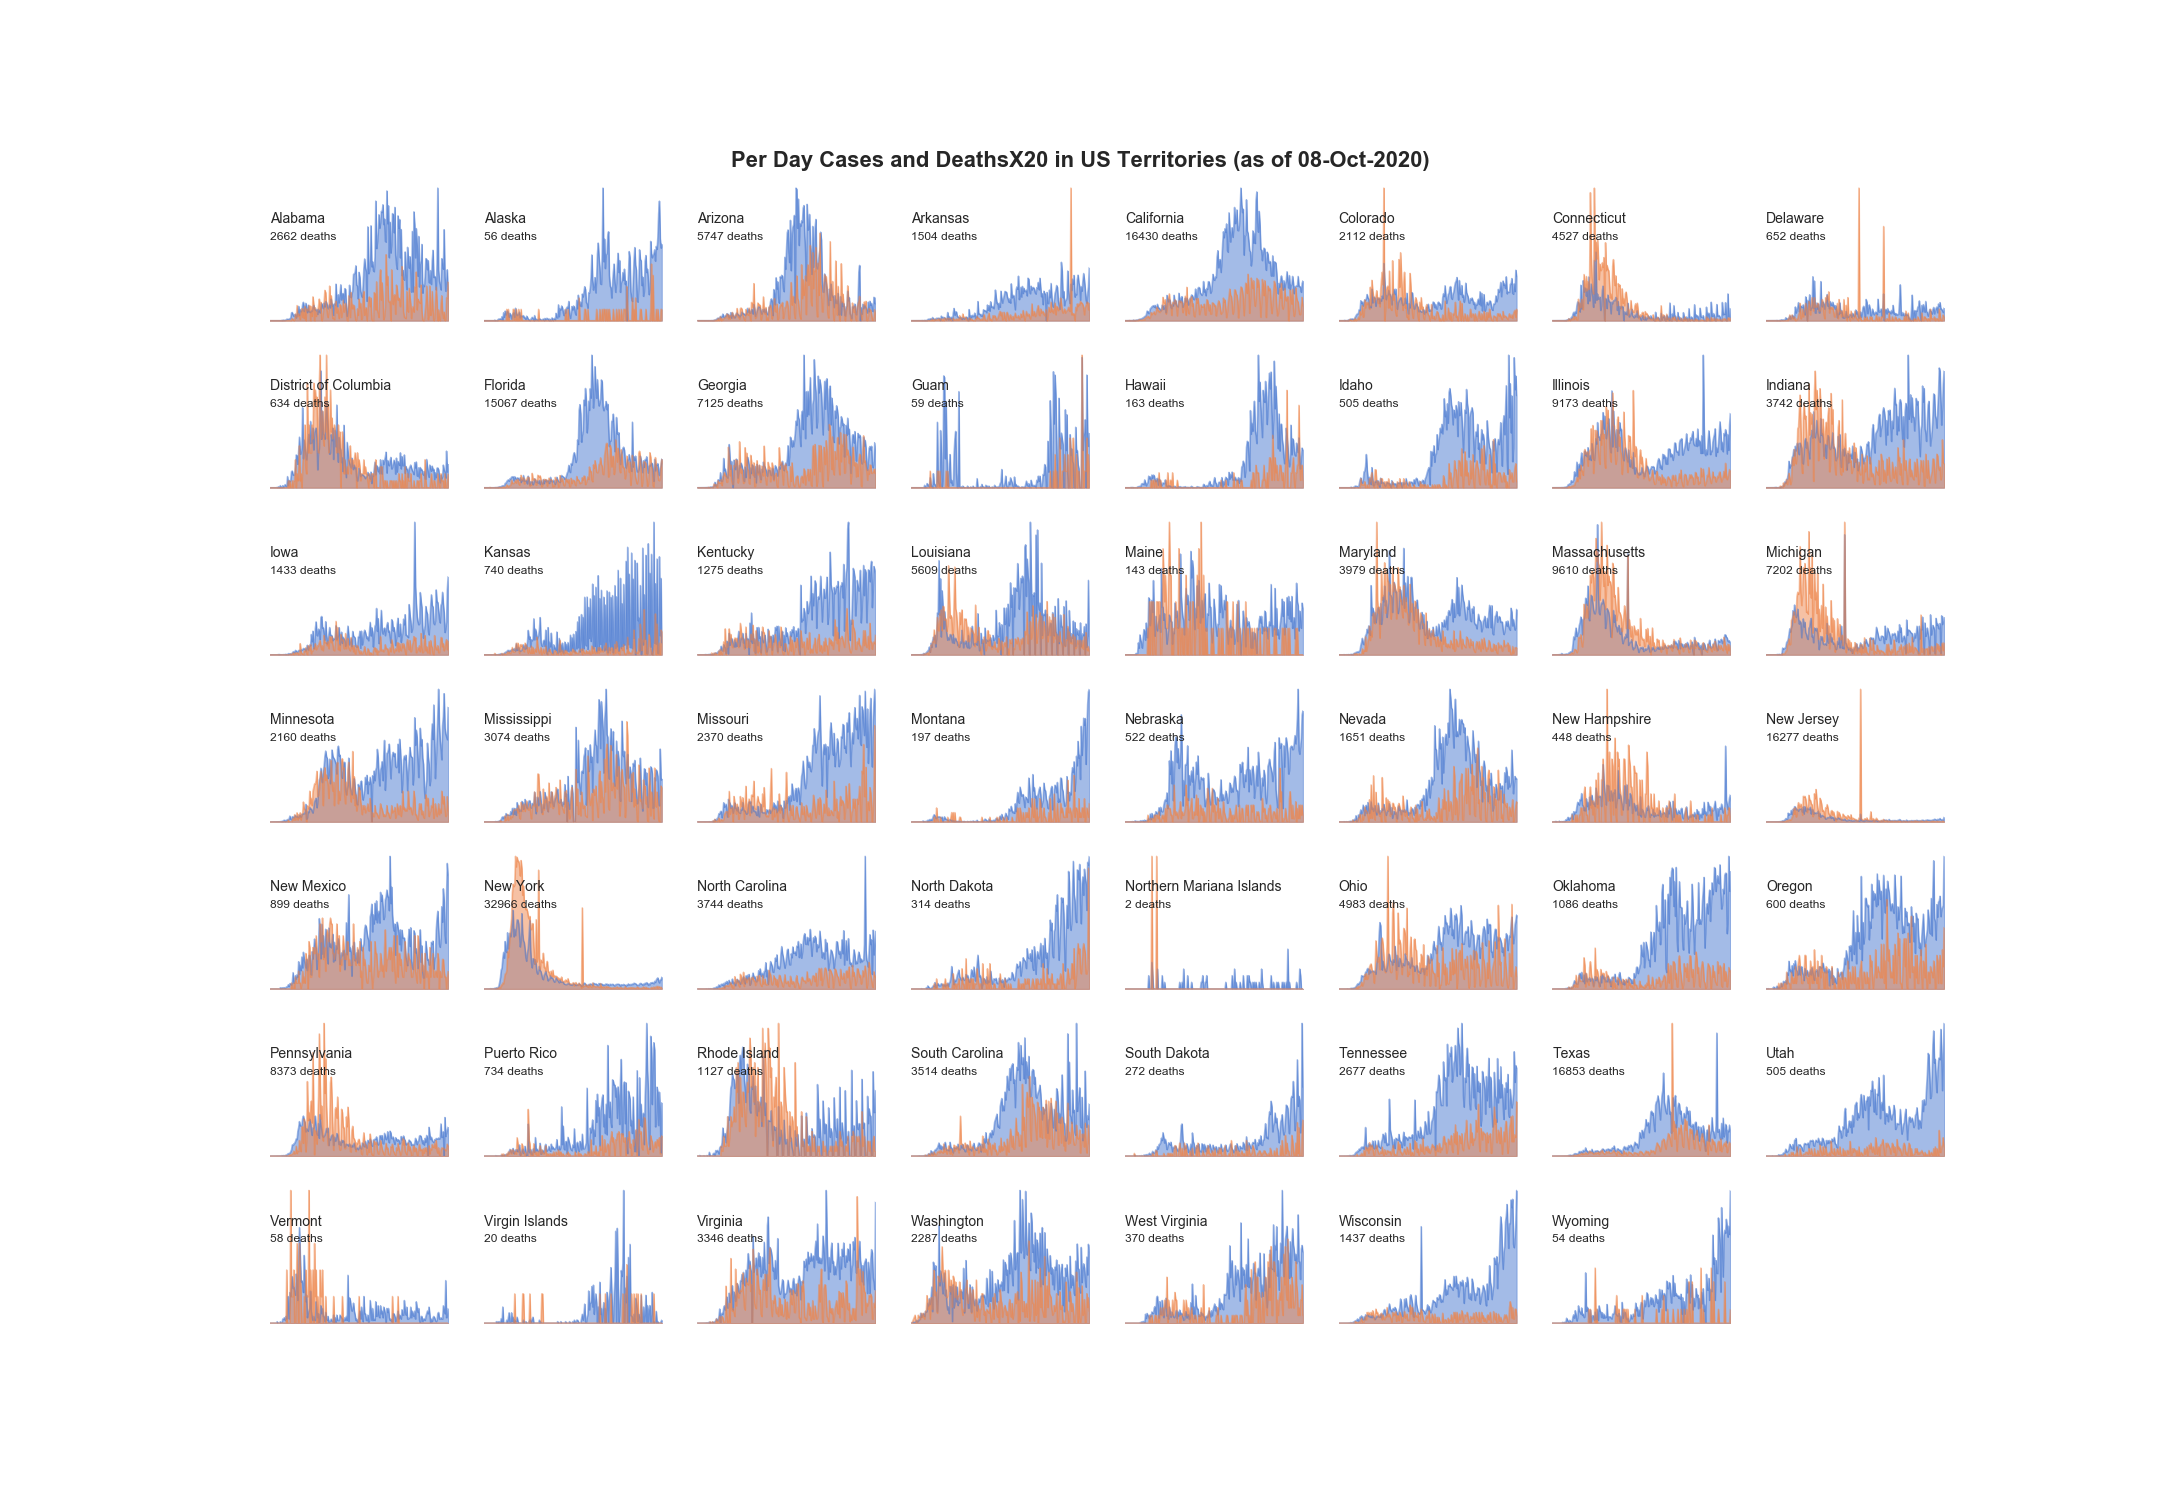 Per Day Cases and DeathsX20 in US Territories (as of 08-Oct-2020)
Alabama
2662 deaths
Alaska
56 deaths
Arizona
5747 deaths
Arkansas
1504 deaths
California
16430 deaths
Colorado
2112 deaths
Connecticut
4527 deaths
Delaware
652 deaths
District of Columbia
634 deaths
Florida
15067 deaths
Georgia
7125 deaths
Guam
59 deaths
Hawaii
163 deaths
Idaho
505 deaths
Illinois
9173 deaths
Indiana
3742 deaths
Iowa
1433 deaths
Kansas
740 deaths
Kentucky
1275 deaths
Louisiana
5609 deaths
Maine
143 deaths
Maryland
3979 deaths
Massachusetts
9610 deaths
Michigan
7202 deaths
Minnesota
2160 deaths
Mississippi
3074 deaths
Missouri
2370 deaths
Montana
197 deaths
Nebraska
522 deaths
Nevada
1651 deaths
New Hampshire
448 deaths
New Jersey
16277 deaths
New Mexico
899 deaths
New York
32966 deaths
North Carolina
3744 deaths
North Dakota
314 deaths
Northern Mariana Islands
2 deaths
Ohio
4983 deaths
Oklahoma
1086 deaths
Oregon
600 deaths
Pennsylvania
8373 deaths
Puerto Rico
734 deaths
Rhode Island
1127 deaths
South Carolina
3514 deaths
South Dakota
272 deaths
Tennessee
2677 deaths
Texas
16853 deaths
Utah
505 deaths
Vermont
58 deaths
Virgin Islands
20 deaths
Virginia
3346 deaths
Washington
2287 deaths
West Virginia
370 deaths
Wisconsin
1437 deaths
Wyoming
54 deaths